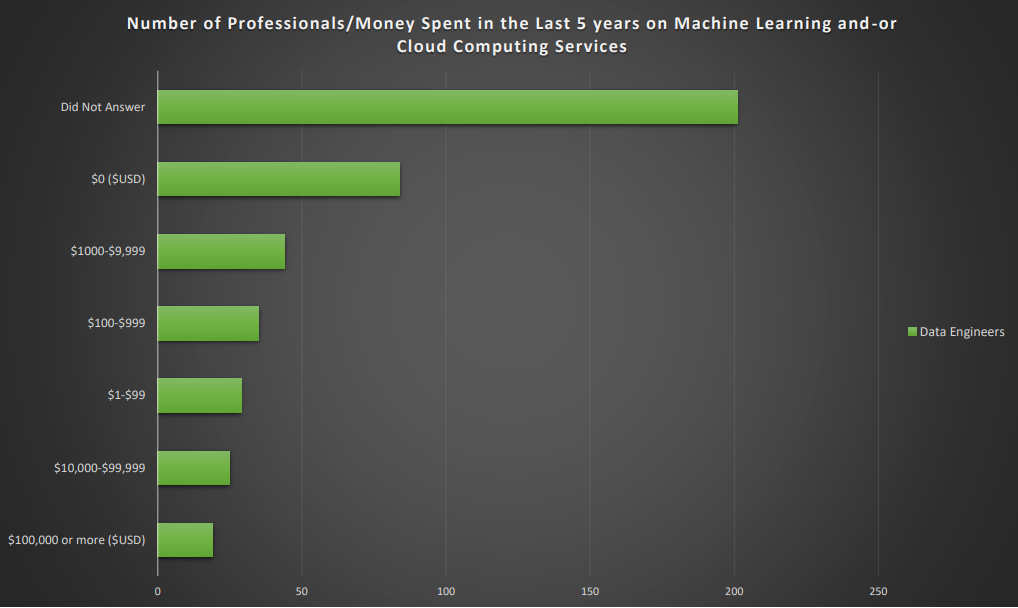 Number of Professionals/Money Spent in the Last 5 years on Machine Learning and-or
Cloud Computing Services
Did Not Answer
$0 ($USD)
$1000-$9,999
$100-$999
$1-$99
$10,000-$99,999
$100,000 or more ($USD)
0 50 100 150 200 250
Data Engineers